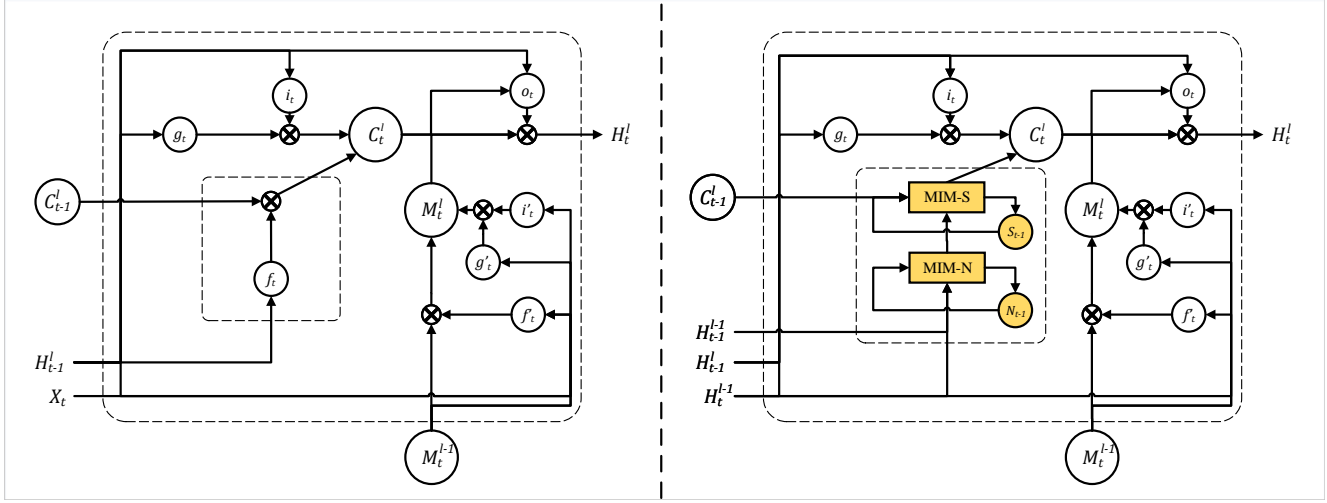 i_t
o_t
g_t
C_t^l
H_t^l
C_{t-1}^l
M_t^l
i'_t
g'_t
f_t
f'_t
H_{t-1}^l
X_t
M_t^{l-1}
i_t
o_t
g_t
C_t^l
H_t^l
C_{t-1}^l
MIM-S
M_t^l
i'_t
S_{t-1}
MIM-N
g'_t
N_{t-1}
f'_t
H_{t-1}^{l-1}
H_{t-1}^l
H_t^{l-1}
M_t^{l-1}